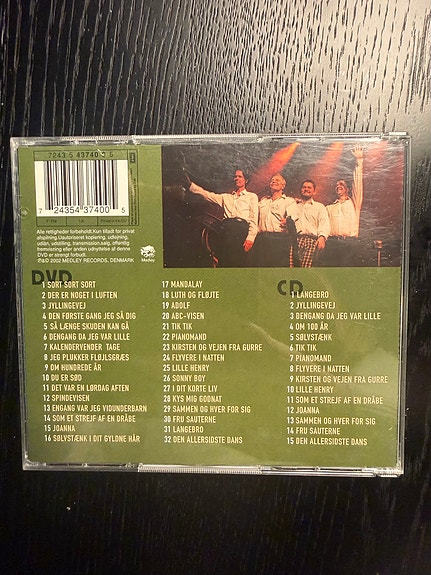 7243 5 43740 0 5
7 24354 37400 5
Alle rettigheder forbeholdt. Kun tilladt for privat
afspilning. Uautoriseret kopiering, udlejning,
udlån, udstilling, transmission, salg, offentlig
fremvisning eller anden udnyttelse af denne
DVD er strengt forbudt.
℗&© 2002 MEDLEY RECORDS, DENMARK
Medley
DVD
1 SORT SORT SORT
2 DER ER NOGET I LUFTEN
3 JYLLINGEVEJ
4 DEN FØRSTE GANG JEG SÅ DIG
5 SÅ LÆNGE SKUDEN KAN GÅ
6 DENGANG DA JEG VAR LILLE
7 KALENDERVENDER TAGE
8 JEG PLUKKER FLØJLSGRÆS
9 OM HUNDREDE ÅR
10 DU ER SØD
11 DET VAR EN LØRDAG AFTEN
12 SPINDEVISEN
13 ENGANG VAR JEG VIDUNDERBARN
14 SOM ET STREJF AF EN DRÅBE
15 JOANNA
16 SØLVSTÆNK I DIT GYLDNE HÅR
17 MANDALAY
18 LUTH OG FLØJTE
19 ADOLF
20 ABC-VISEN
21 TIK TIK
22 PIANOMAND
23 KIRSTEN OG VEJEN FRA GURRE
24 FLYVERE I NATTEN
25 LILLE HENRY
26 SONNY BOY
27 DIT KORTE LIV
28 KYS MIG GODNAT
29 SAMMEN OG HVER FOR SIG
30 FRU SAUTERNE
31 LANGEBRO
32 DEN ALLERSIDSTE DANS
CD
1 LANGEBRO
2 JYLLINGEVEJ
3 DENGANG DA JEG VAR LILLE
4 OM 100 ÅR
5 SØLVSTÆNK
6 TIK TIK
7 PIANOMAND
8 FLYVERE I NATTEN
9 KIRSTEN OG VEJEN FRA GURRE
10 LILLE HENRY
11 SOM ET STREJF AF EN DRÅBE
12 JOANNA
13 SAMMEN OG HVER FOR SIG
14 FRU SAUTERNE
15 DEN ALLERSIDSTE DANS